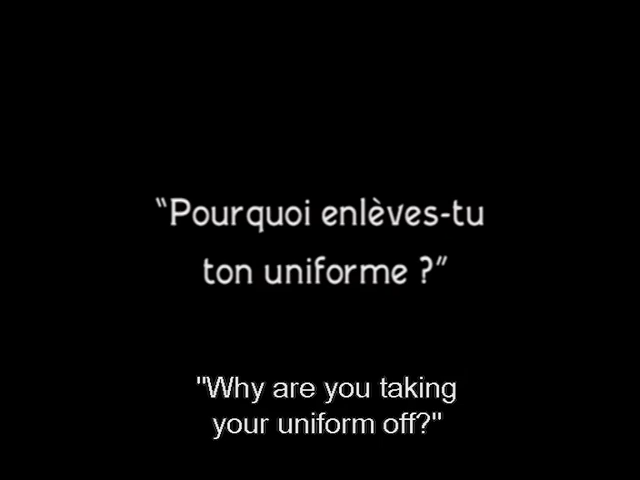 “Pourquoi enlèves-tu
ton uniforme ?”
"Why are you taking
your uniform off?"